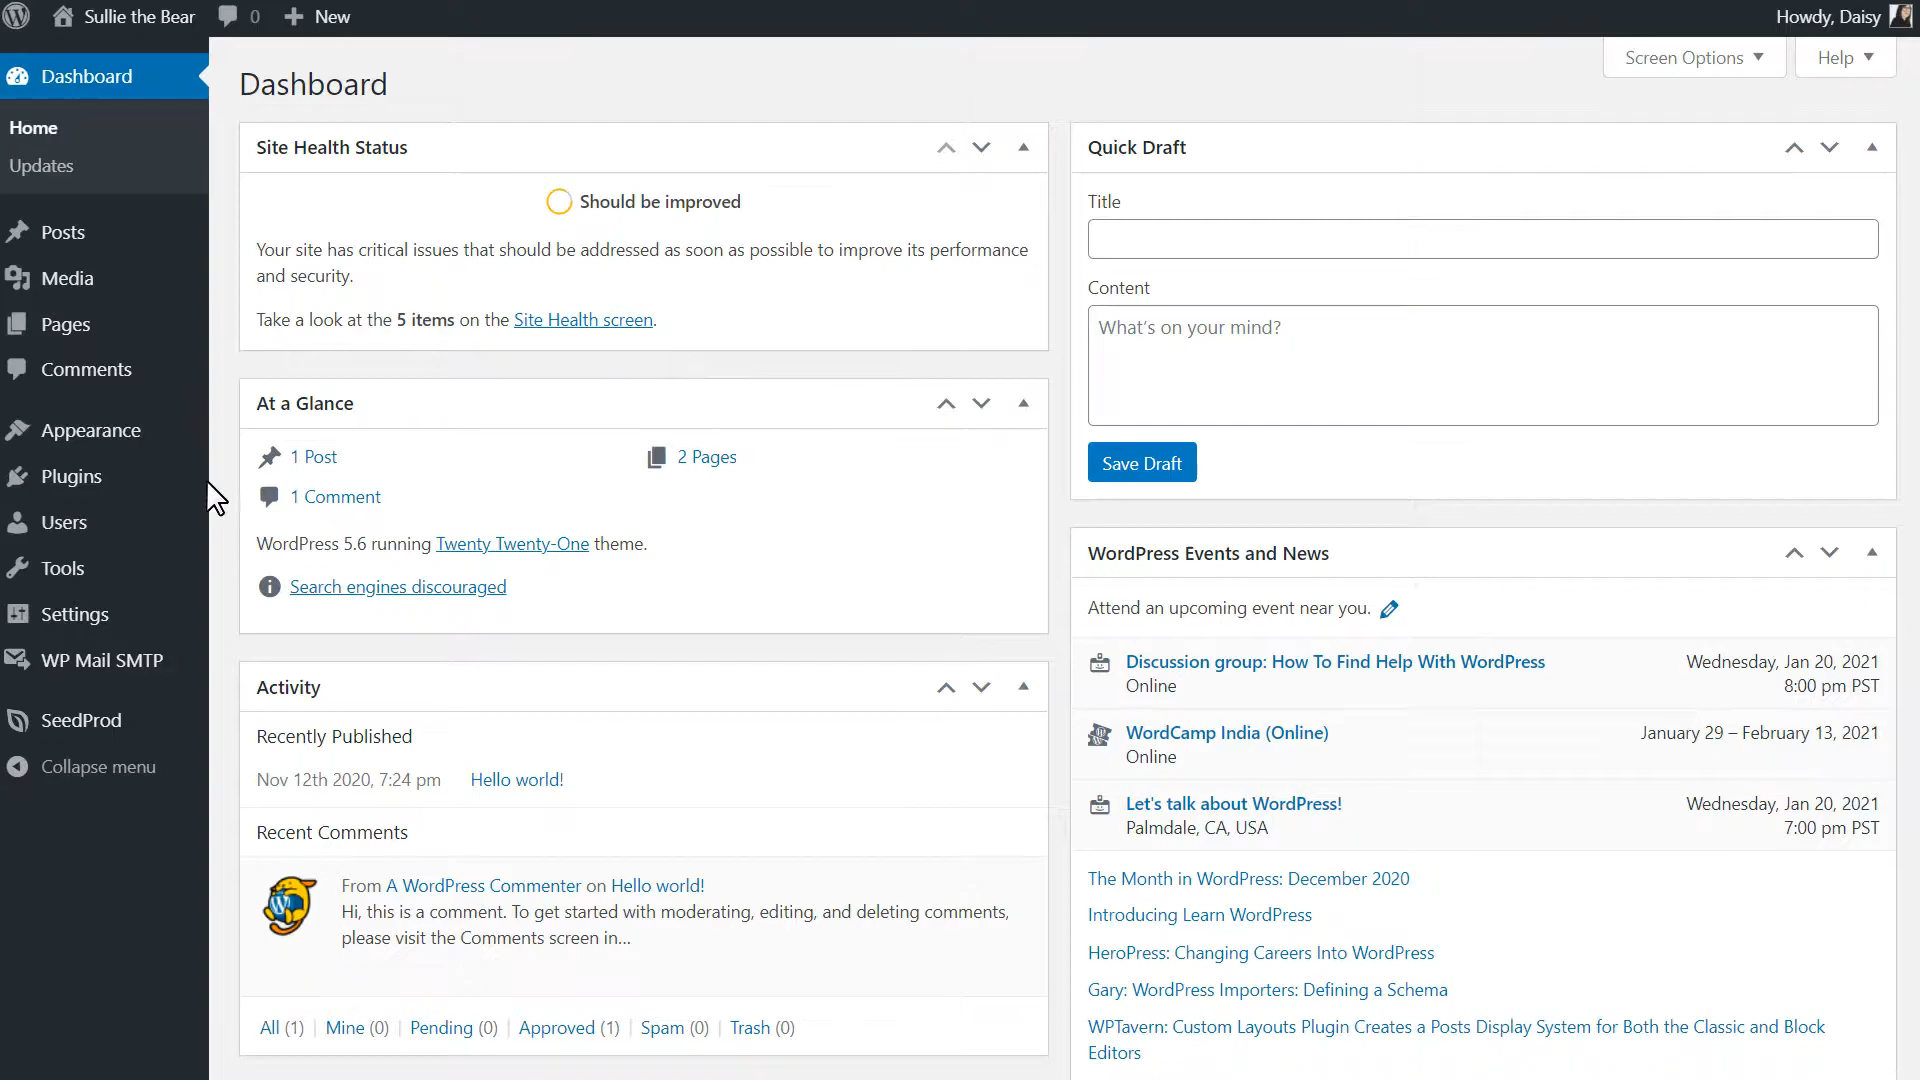 Sullie the Bear
0
New
Howdy, Daisy
Dashboard
Home
Updates
Posts
Media
Pages
Comments
Appearance
Plugins
Users
Tools
Settings
WP Mail SMTP
SeedProd
Collapse menu
Screen Options
Help
Dashboard
Site Health Status
Should be improved
Your site has critical issues that should be addressed as soon as possible to improve its performance
and security.
Take a look at the 5 items on the Site Health screen.
At a Glance
1 Post
2 Pages
1 Comment
WordPress 5.6 running Twenty Twenty-One theme.
Search engines discouraged
Activity
Recently Published
Nov 12th 2020, 7:24 pm Hello world!
Recent Comments
From A WordPress Commenter on Hello world!
Hi, this is a comment. To get started with moderating, editing, and deleting comments,
please visit the Comments screen in…
All (1) | Mine (0) | Pending (0) | Approved (1) | Spam (0) | Trash (0)
Quick Draft
Title
Content
What's on your mind?
Save Draft
WordPress Events and News
Attend an upcoming event near you.
Discussion group: How To Find Help With WordPress
Online
Wednesday, Jan 20, 2021
8:00 pm PST
WordCamp India (Online)
Online
January 29 – February 13, 2021
Let's talk about WordPress!
Palmdale, CA, USA
Wednesday, Jan 20, 2021
7:00 pm PST
The Month in WordPress: December 2020
Introducing Learn WordPress
HeroPress: Changing Careers Into WordPress
Gary: WordPress Importers: Defining a Schema
WPTavern: Custom Layouts Plugin Creates a Posts Display System for Both the Classic and Block
Editors